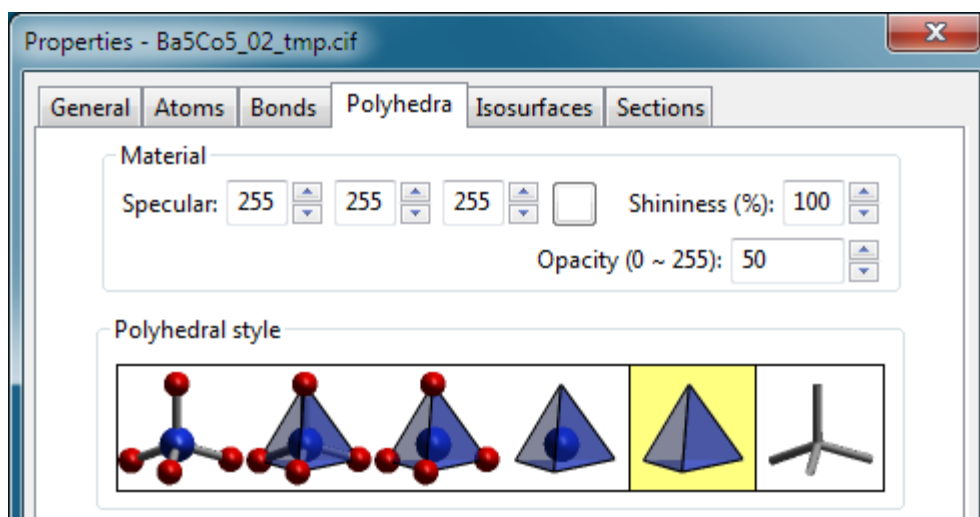 Properties - Ba5Co5_02_tmp.cif
General Atoms Bonds Polyhedra Isosurfaces Sections
Material
Specular: 255 255 255 Shininess (%): 100
Opacity (0 ~ 255): 50
Polyhedral style